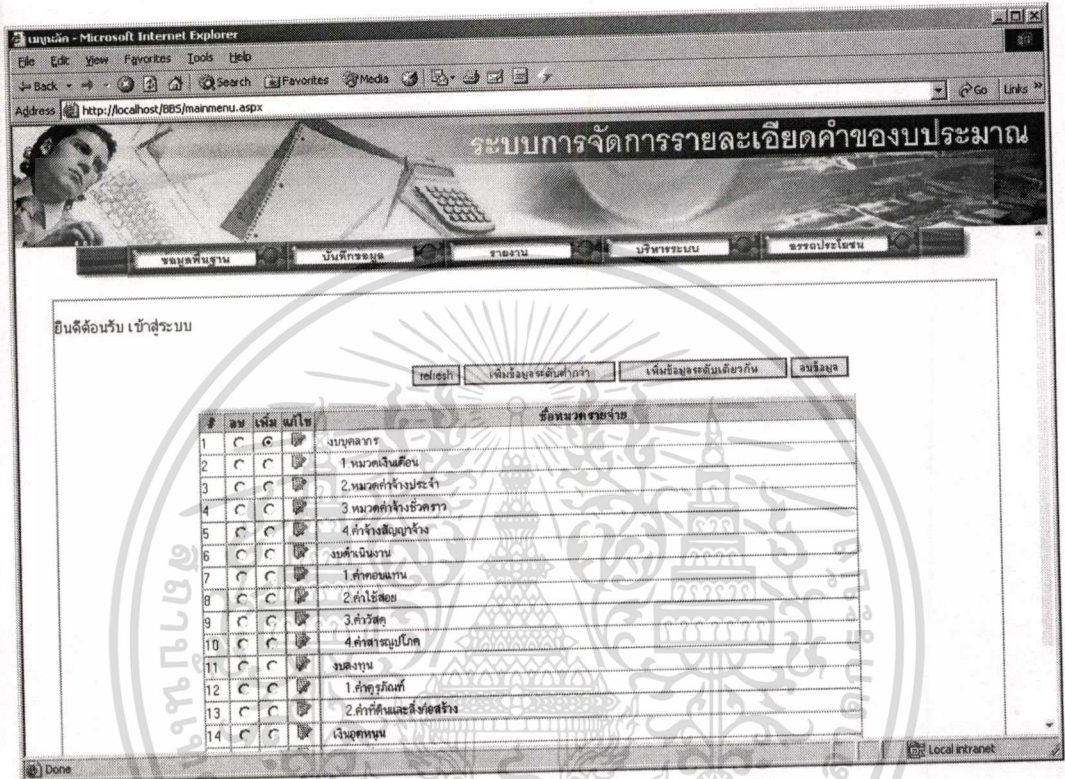 เมนูหลัก - Microsoft Internet Explorer
File Edit View Favorites Tools Help
Back Search Favorites Media
Address http://localhost/BBS/mainmenu.aspx Go Links »
ระบบการจัดการรายละเอียดคำของบประมาณ
ข้อมูลพื้นฐาน บันทึกข้อมูล รายงาน บริหารระบบ อรรถประโยชน์
ยินดีต้อนรับ เข้าสู่ระบบ
refresh เพิ่มข้อมูลระดับต่ำกว่า เพิ่มข้อมูลระดับเดียวกัน ลบข้อมูล
# ลบ เพิ่ม แก้ไข ชื่อหมวดรายจ่าย
1 งบบุคลากร
2 1.หมวดเงินเดือน
3 2.หมวดค่าจ้างประจำ
4 3.หมวดค่าจ้างชั่วคราว
5 4.ค่าจ้างสัญญาจ้าง
6 งบดำเนินงาน
7 1.ค่าตอบแทน
8 2.ค่าใช้สอย
9 3.ค่าวัสดุ
10 4.ค่าสารณูปโภค
11 งบลงทุน
12 1.ค่าครุภัณฑ์
13 2.ค่าที่ดินและสิ่งก่อสร้าง
14 เงินอุดหนุน
Done Local intranet